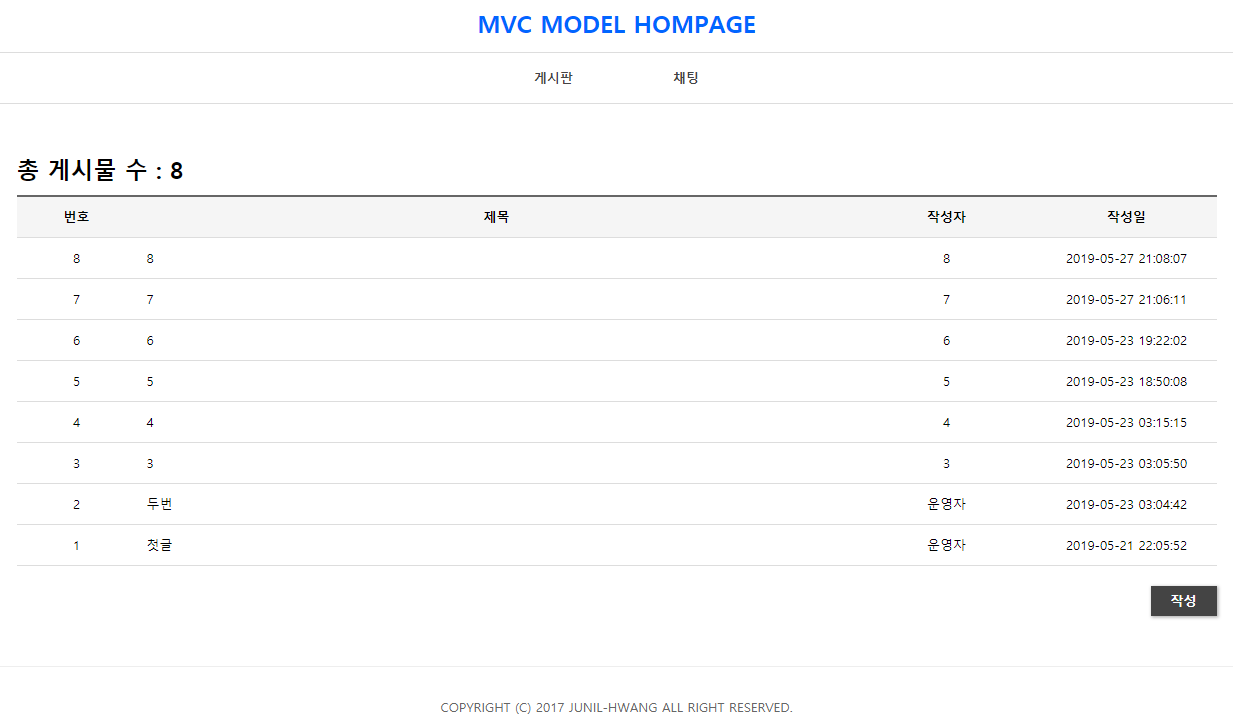 MVC MODEL HOMPAGE
게시판 채팅
총 게시물 수 : 8
번호 제목 작성자 작성일
8 8 8 2019-05-27 21:08:07
7 7 7 2019-05-27 21:06:11
6 6 6 2019-05-23 19:22:02
5 5 5 2019-05-23 18:50:08
4 4 4 2019-05-23 03:15:15
3 3 3 2019-05-23 03:05:50
2 두번 운영자 2019-05-23 03:04:42
1 첫글 운영자 2019-05-21 22:05:52
작성
COPYRIGHT (C) 2017 JUNIL-HWANG ALL RIGHT RESERVED.